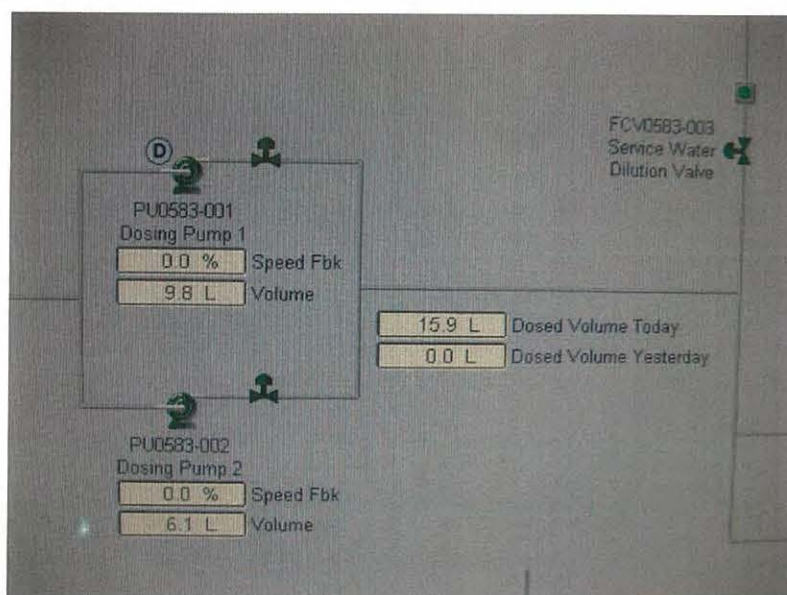 D
PU0583-001
Dosing Pump 1
0.0 % Speed Fbk
9.8 L Volume
FCV0583-003
Service Water
Dilution Valve
15.9 L Dosed Volume Today
0.0 L Dosed Volume Yesterday
PU0583-002
Dosing Pump 2
0.0 % Speed Fbk
6.1 L Volume